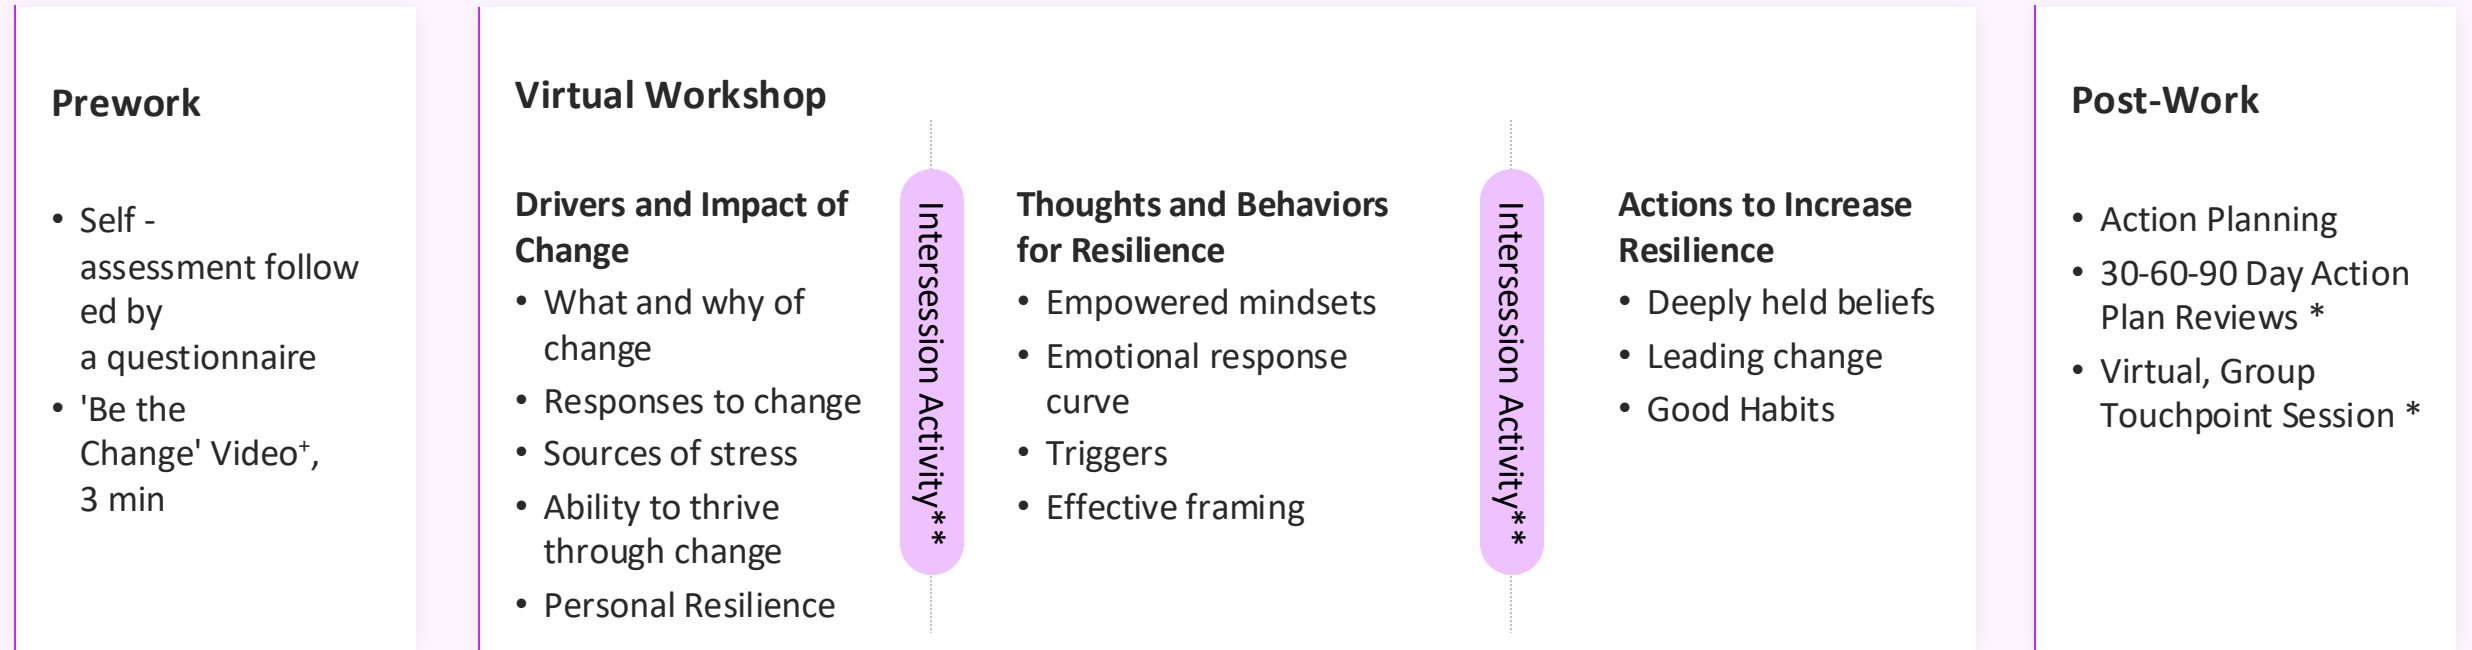 Prework
• Self -
assessment follow
ed by
a questionnaire
• 'Be the
Change' Video⁺,
3 min
Virtual Workshop
Drivers and Impact of
Change
• What and why of
change
• Responses to change
• Sources of stress
• Ability to thrive
through change
• Personal Resilience
Intersession Activity**
Thoughts and Behaviors
for Resilience
• Empowered mindsets
• Emotional response
curve
• Triggers
• Effective framing
Intersession Activity**
Actions to Increase
Resilience
• Deeply held beliefs
• Leading change
• Good Habits
Post-Work
• Action Planning
• 30-60-90 Day Action
Plan Reviews *
• Virtual, Group
Touchpoint Session *